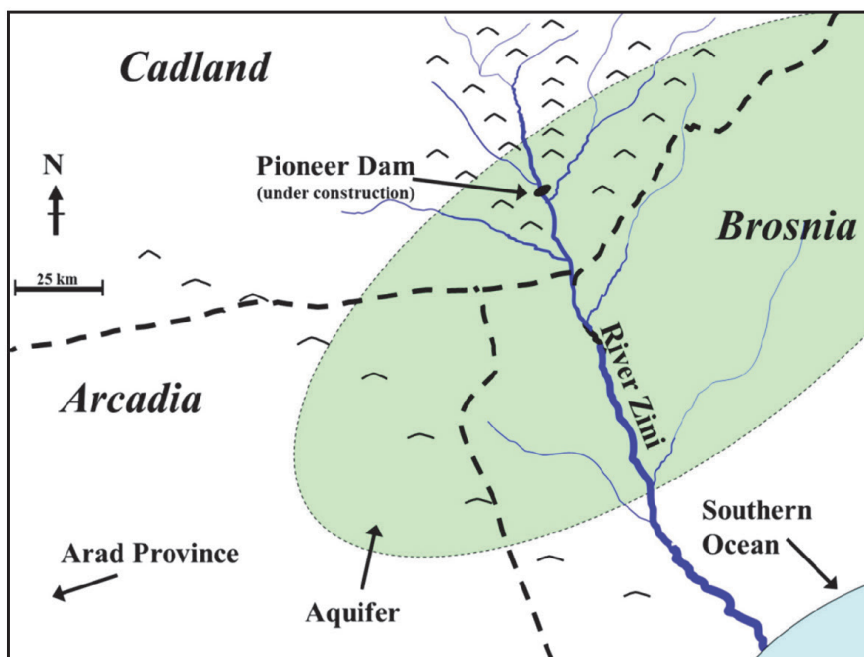 Cadland
N
Pioneer Dam
(under construction)
Brosnia
25 km
River Zini
Arcadia
Southern
Ocean
Arad Province
Aquifer